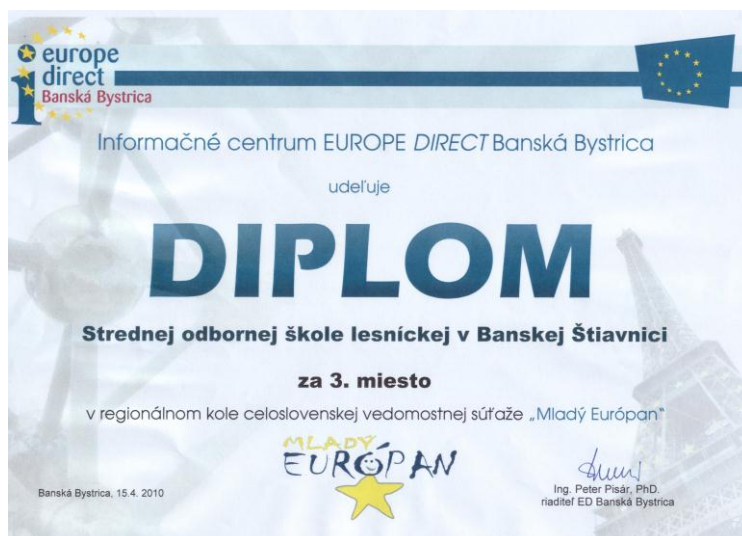 europe
direct
Banská Bystrica
Informačné centrum EUROPE DIRECT Banská Bystrica
udeľuje
DIPLOM
Strednej odbornej škole lesníckej v Banskej Štiavnici
za 3. miesto
v regionálnom kole celoslovenskej vedomostnej súťaže „Mladý Európan“
MLADÝ
EURÓPAN
Banská Bystrica, 15.4. 2010
Ing. Peter Pisár, PhD.
riaditeľ ED Banská Bystrica